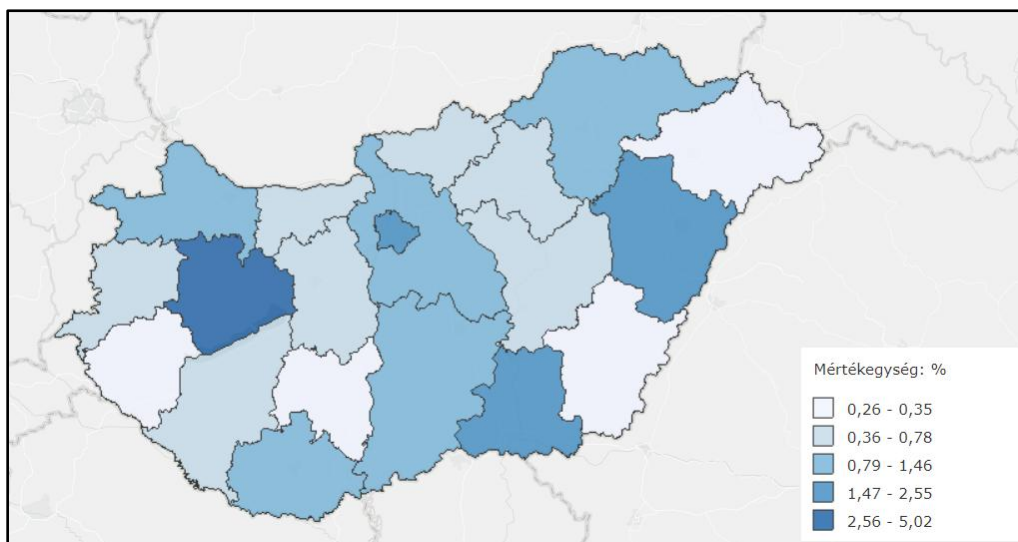 Mértékegység: %
0,26 - 0,35
0,36 - 0,78
0,79 - 1,46
1,47 - 2,55
2,56 - 5,02